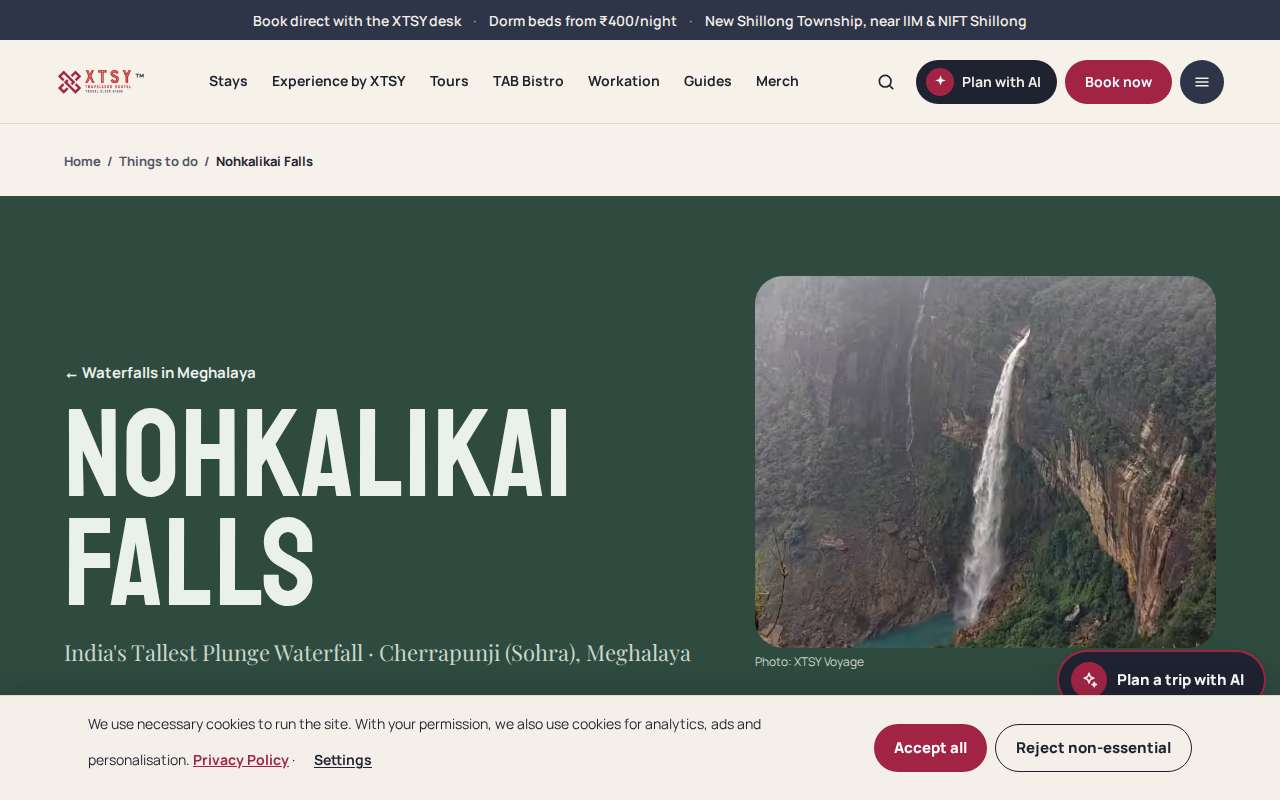 Book direct with the XTSY desk · Dorm beds from ₹400/night · New Shillong Township, near IIM & NIFT Shillong
XTSY ™
TRAVELLER HOSTEL
Stays Experience by XTSY Tours TAB Bistro Workation Guides Merch Plan with AI Book now
Home / Things to do / Nohkalikai Falls
← Waterfalls in Meghalaya
NOHKALIKAI
FALLS
India's Tallest Plunge Waterfall · Cherrapunji (Sohra), Meghalaya
Photo: XTSY Voyage
Plan a trip with AI
We use necessary cookies to run the site. With your permission, we also use cookies for analytics, ads and
personalisation. Privacy Policy · Settings
Accept all Reject non-essential